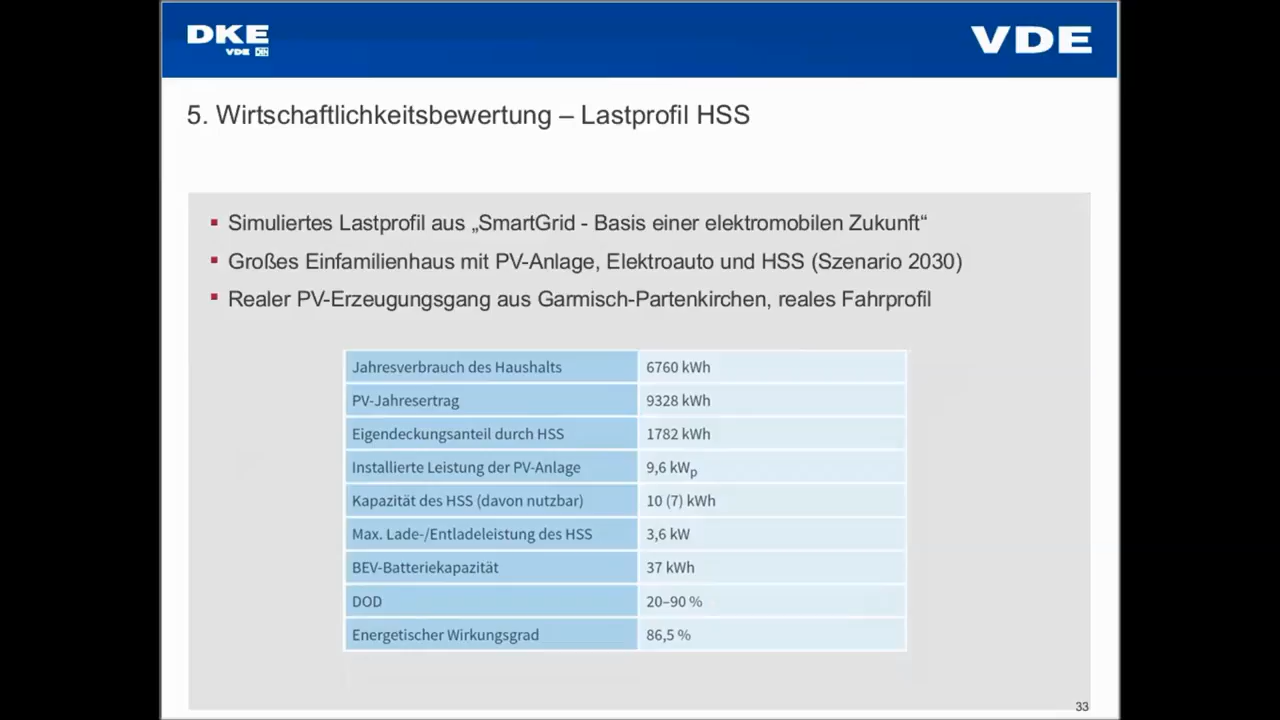 DKE
VDE DIN
VDE
5. Wirtschaftlichkeitsbewertung – Lastprofil HSS
Simuliertes Lastprofil aus „SmartGrid - Basis einer elektromobilen Zukunft“
Großes Einfamilienhaus mit PV-Anlage, Elektroauto und HSS (Szenario 2030)
Realer PV-Erzeugungsgang aus Garmisch-Partenkirchen, reales Fahrprofil
Jahresverbrauch des Haushalts 6760 kWh
PV-Jahresertrag 9328 kWh
Eigendeckungsanteil durch HSS 1782 kWh
Installierte Leistung der PV-Anlage 9,6 kWp
Kapazität des HSS (davon nutzbar) 10 (7) kWh
Max. Lade-/Entladeleistung des HSS 3,6 kW
BEV-Batteriekapazität 37 kWh
DOD 20–90 %
Energetischer Wirkungsgrad 86,5 %
33